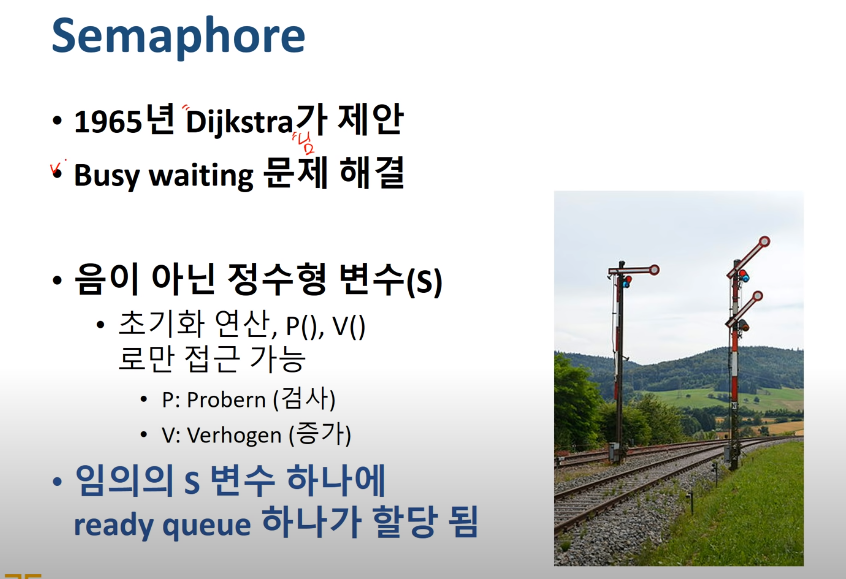 Semaphore
• 1965년 "Dijkstra가 제안
"님
• Busy waiting 문제 해결
• 음이 아닌 정수형 변수(S)
• 초기화 연산, P(), V()
로만 접근 가능
• P: Probern (검사)
• V: Verhogen (증가)
• 임의의 S 변수 하나에
ready queue 하나가 할당 됨